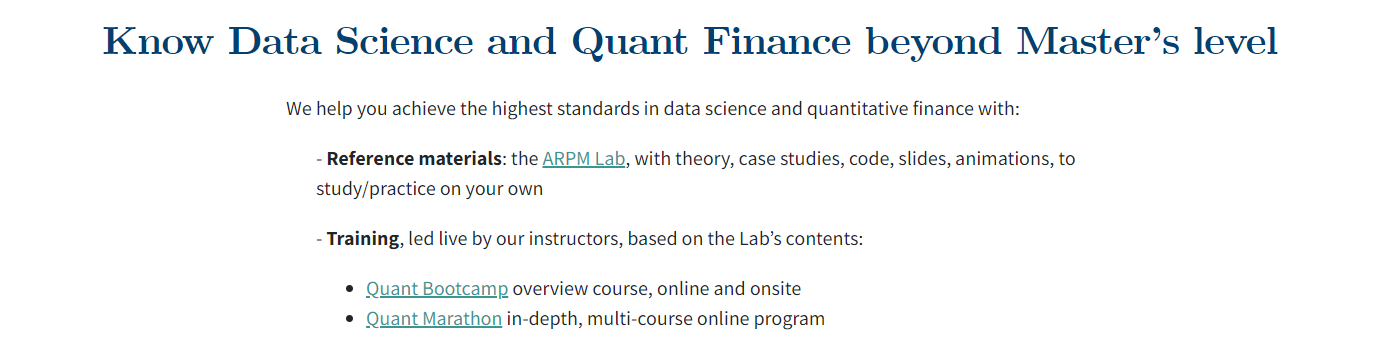 Know Data Science and Quant Finance beyond Master's level
We help you achieve the highest standards in data science and quantitative finance with:
- Reference materials: the ARPM Lab, with theory, case studies, code, slides, animations, to
study/practice on your own
- Training, led live by our instructors, based on the Lab's contents:
• Quant Bootcamp overview course, online and onsite
• Quant Marathon in-depth, multi-course online program